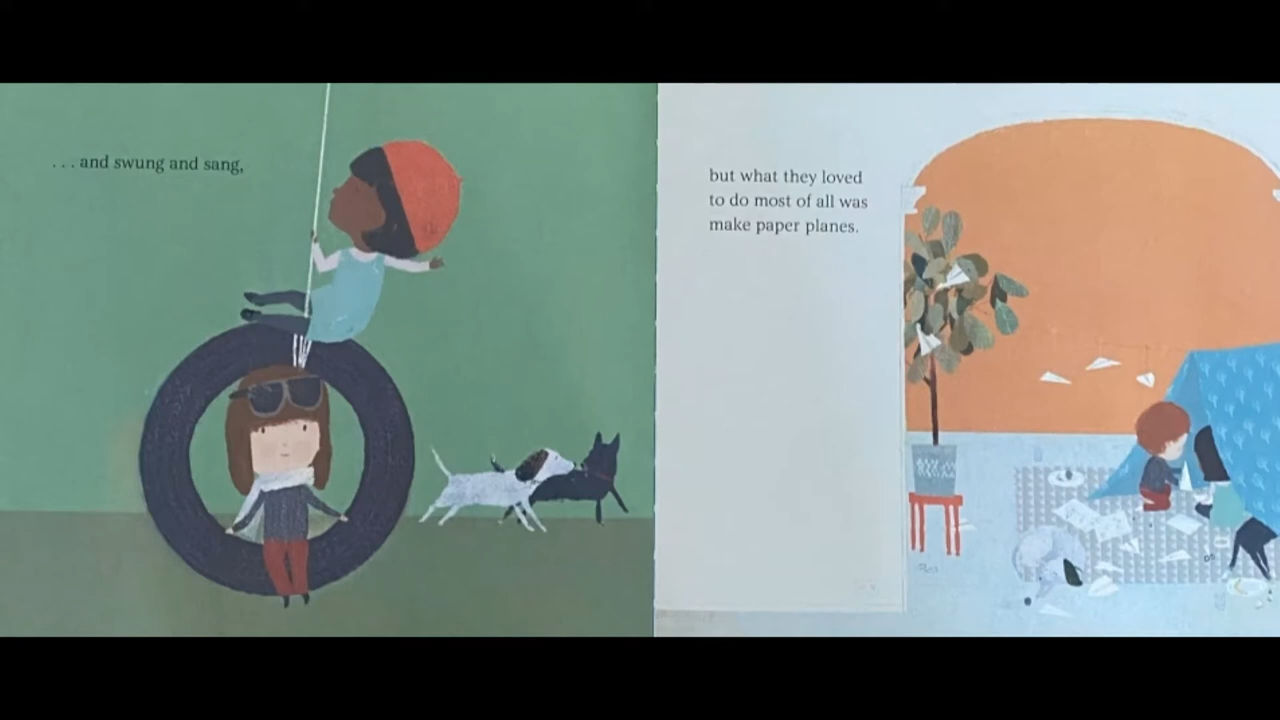 . . . and swung and sang,
but what they loved
to do most of all was
make paper planes.